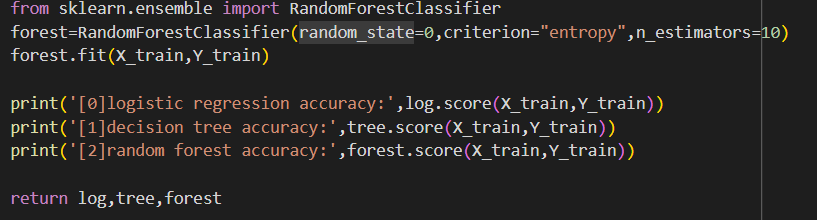 from sklearn.ensemble import RandomForestClassifier
forest=RandomForestClassifier(random_state=0,criterion="entropy",n_estimators=10)
forest.fit(X_train,Y_train)
print('[0]logistic regression accuracy:',log.score(X_train,Y_train))
print('[1]decision tree accuracy:',tree.score(X_train,Y_train))
print('[2]random forest accuracy:',forest.score(X_train,Y_train))
return log,tree,forest